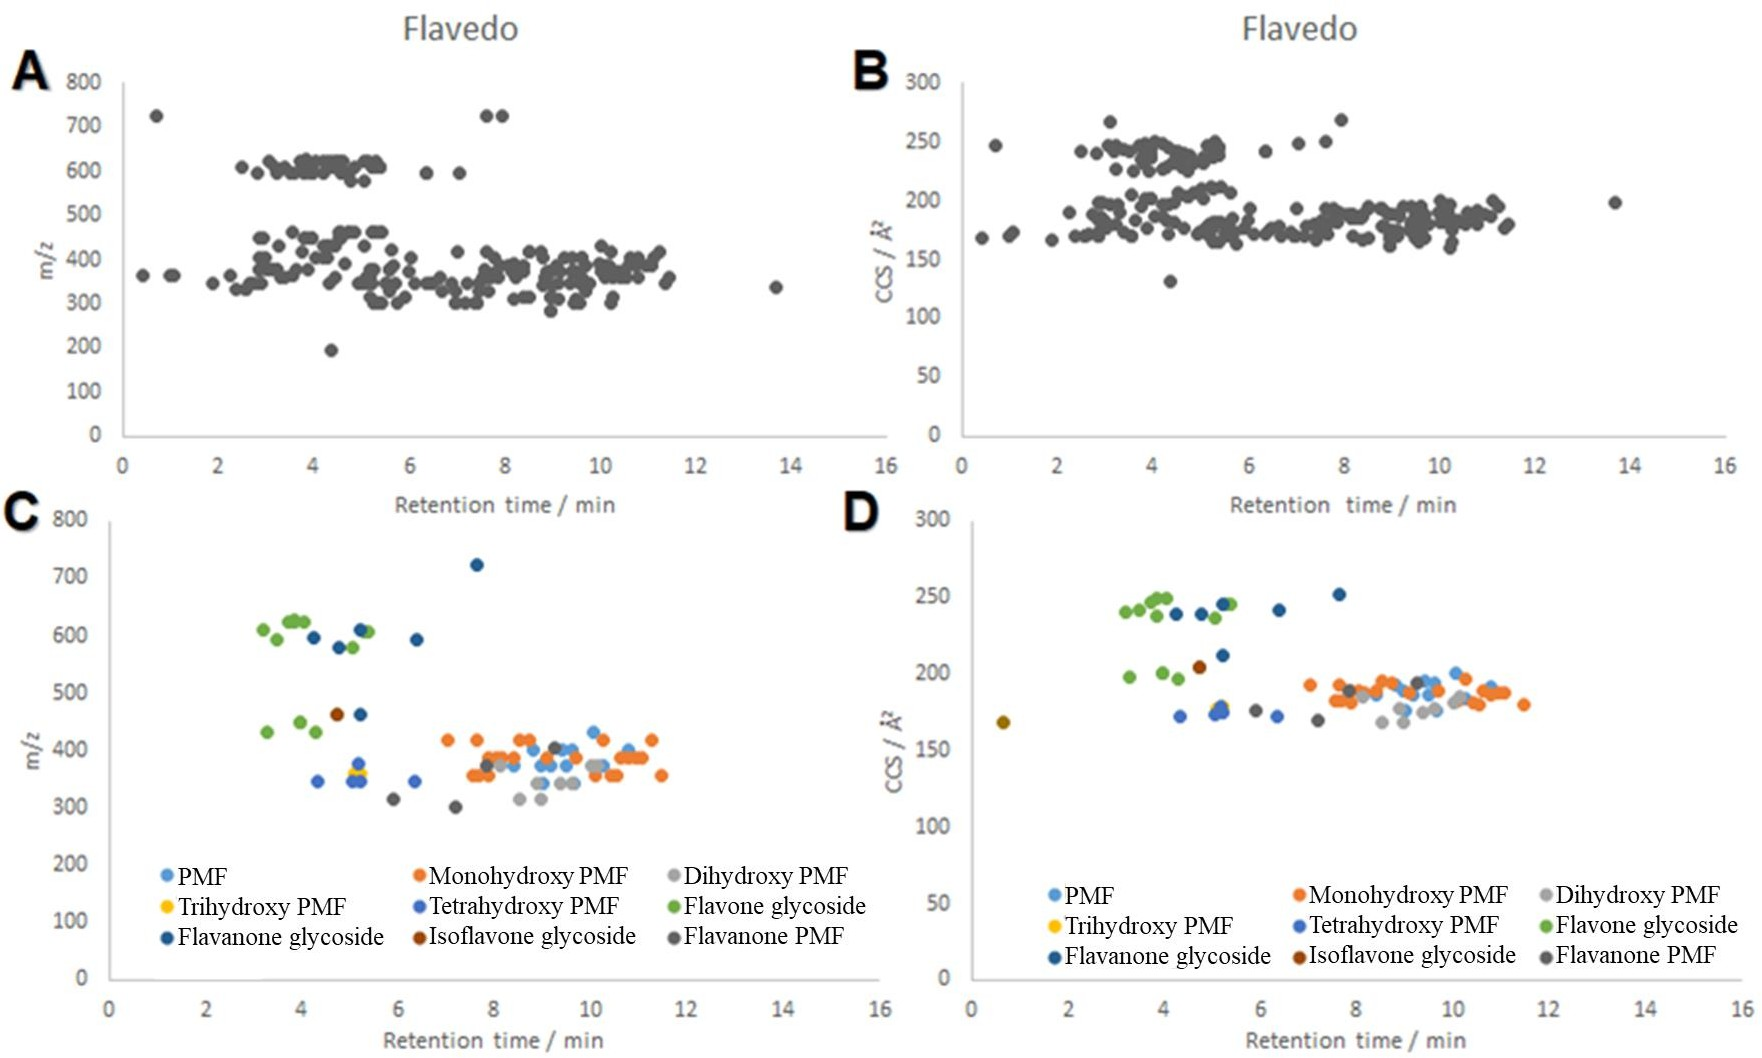 Flavedo
Flavedo
A
B
800
700
600
500
400
300
200
100
0
m/z
0 2 4 6 8 10 12 14 16
Retention time / min
300
250
200
150
100
50
0
CCS / Å²
0 2 4 6 8 10 12 14 16
Retention time / min
C
D
800
700
600
500
400
300
200
100
0
m/z
PMF Monohydroxy PMF Dihydroxy PMF
Trihydroxy PMF Tetrahydroxy PMF Flavone glycoside
Flavanone glycoside Isoflavone glycoside Flavanone PMF
0 2 4 6 8 10 12 14 16
Retention time / min
300
250
200
150
100
50
0
CCS / Å²
PMF Monohydroxy PMF Dihydroxy PMF
Trihydroxy PMF Tetrahydroxy PMF Flavone glycoside
Flavanone glycoside Isoflavone glycoside Flavanone PMF
0 2 4 6 8 10 12 14 16
Retention time / min